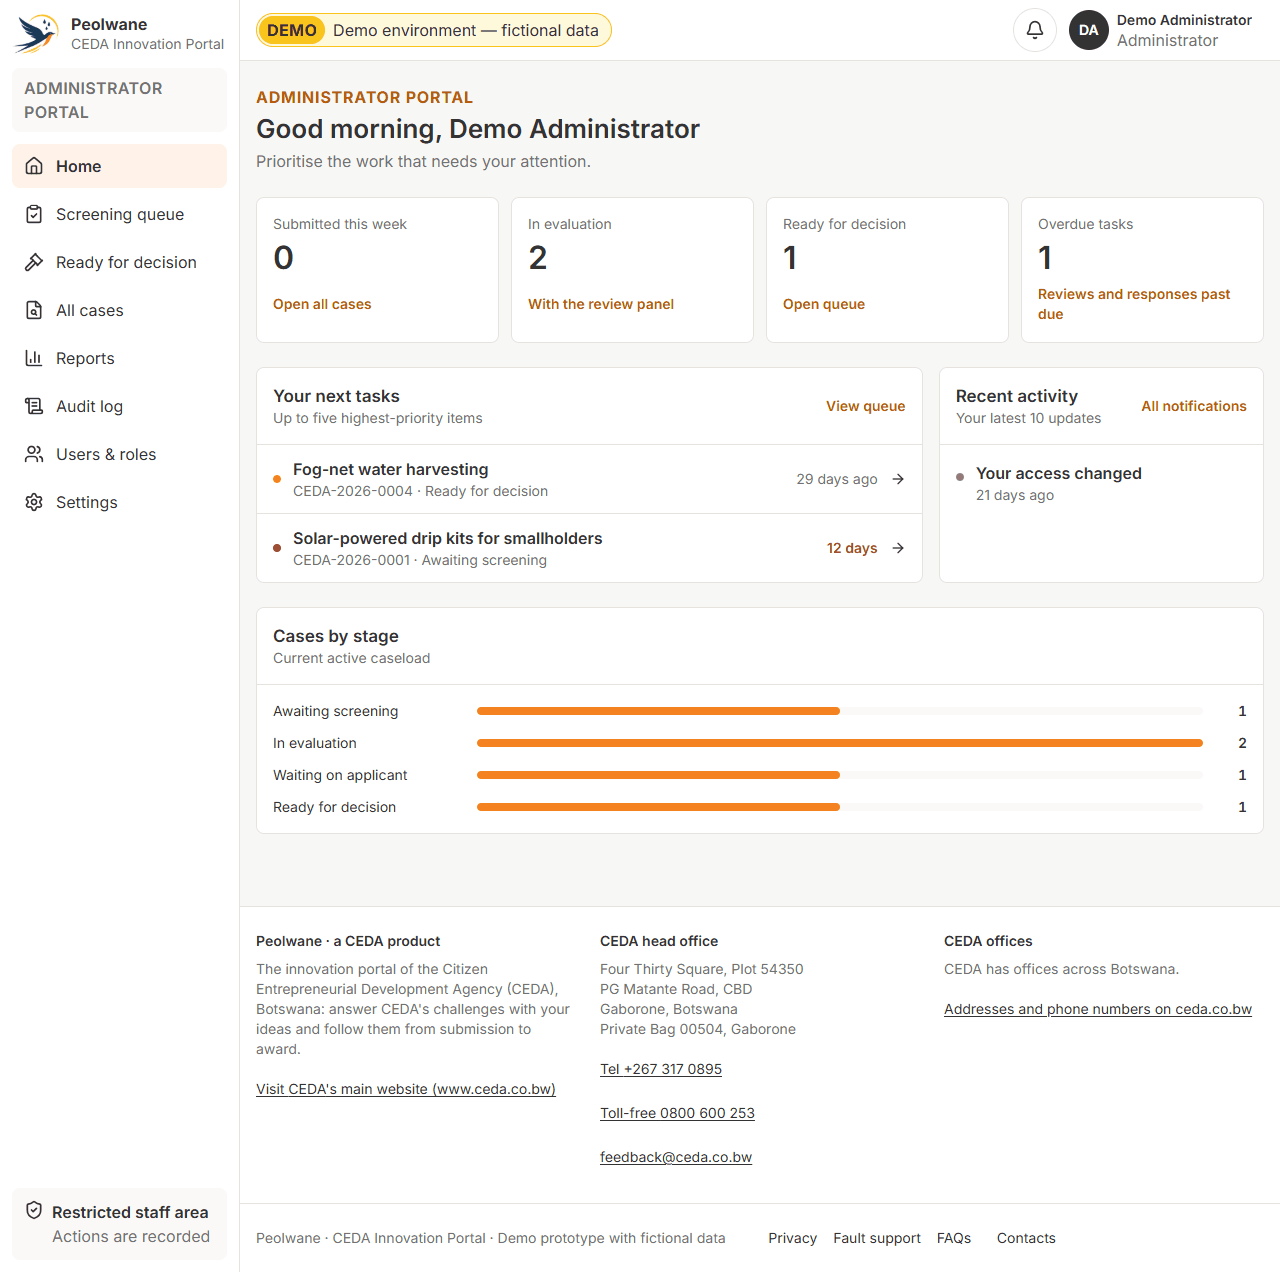 Peolwane
CEDA Innovation Portal
ADMINISTRATOR
PORTAL
Home
Screening queue
Ready for decision
All cases
Reports
Audit log
Users & roles
Settings
Restricted staff area
Actions are recorded
DEMO Demo environment — fictional data
DA
Demo Administrator
Administrator
ADMINISTRATOR PORTAL
Good morning, Demo Administrator
Prioritise the work that needs your attention.
Submitted this week
0
Open all cases
In evaluation
2
With the review panel
Ready for decision
1
Open queue
Overdue tasks
1
Reviews and responses past
due
Your next tasks
Up to five highest-priority items
View queue
Fog-net water harvesting
CEDA-2026-0004 · Ready for decision
29 days ago
Solar-powered drip kits for smallholders
CEDA-2026-0001 · Awaiting screening
12 days
Recent activity
Your latest 10 updates
All notifications
Your access changed
21 days ago
Cases by stage
Current active caseload
Awaiting screening 1
In evaluation 2
Waiting on applicant 1
Ready for decision 1
Peolwane · a CEDA product
The innovation portal of the Citizen
Entrepreneurial Development Agency (CEDA),
Botswana: answer CEDA's challenges with your
ideas and follow them from submission to
award.
Visit CEDA's main website (www.ceda.co.bw)
CEDA head office
Four Thirty Square, Plot 54350
PG Matante Road, CBD
Gaborone, Botswana
Private Bag 00504, Gaborone
Tel +267 317 0895
Toll-free 0800 600 253
feedback@ceda.co.bw
CEDA offices
CEDA has offices across Botswana.
Addresses and phone numbers on ceda.co.bw
Peolwane · CEDA Innovation Portal · Demo prototype with fictional data
Privacy Fault support FAQs Contacts